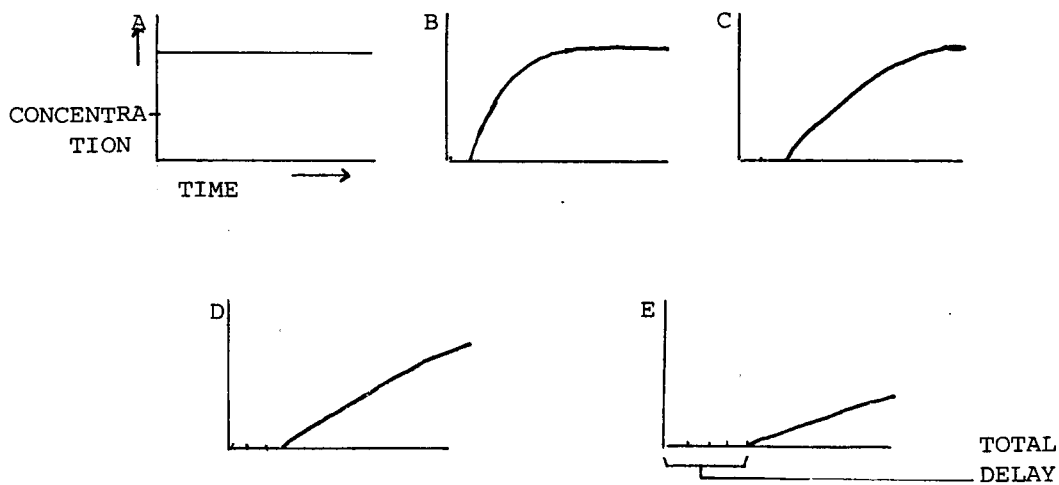 A
B
C
CONCENTRA
TION
TIME
D
E
TOTAL
DELAY